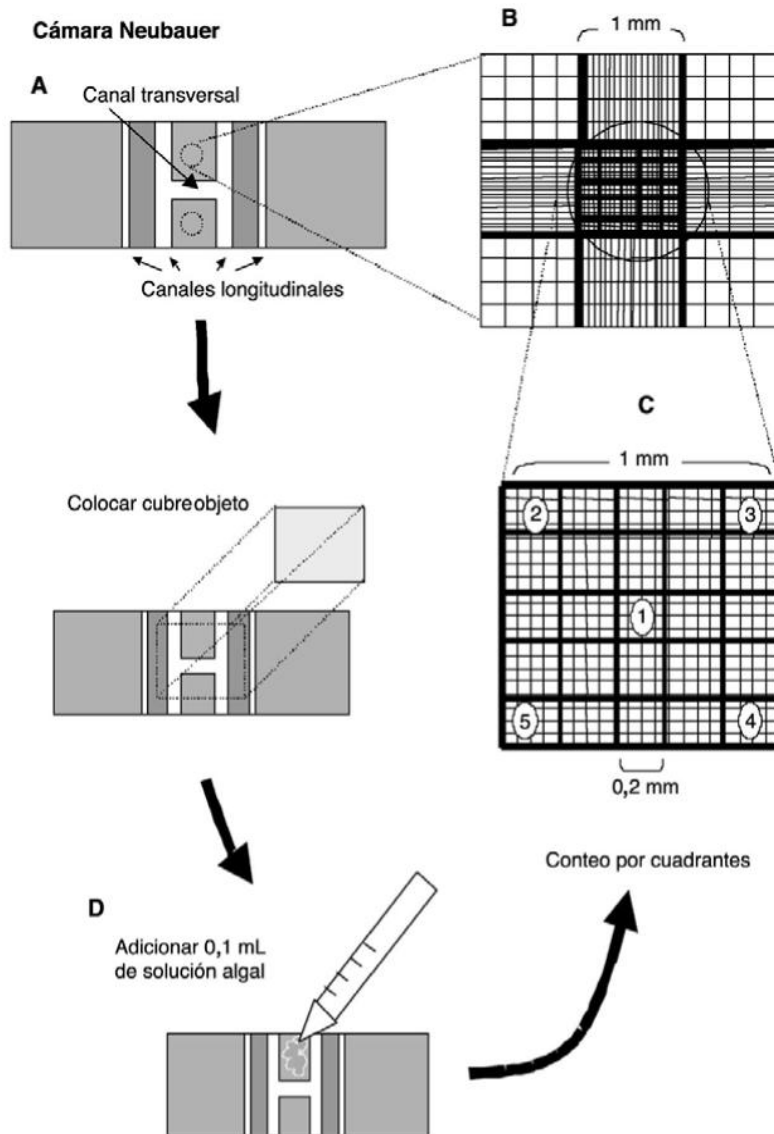 Cámara Neubauer
A
Canal transversal
Canales longitudinales
B
1 mm
C
1 mm
2
3
1
5
4
0,2 mm
Colocar cubreobjeto
D
Adicionar 0,1 mL
de solución algal
Conteo por cuadrantes